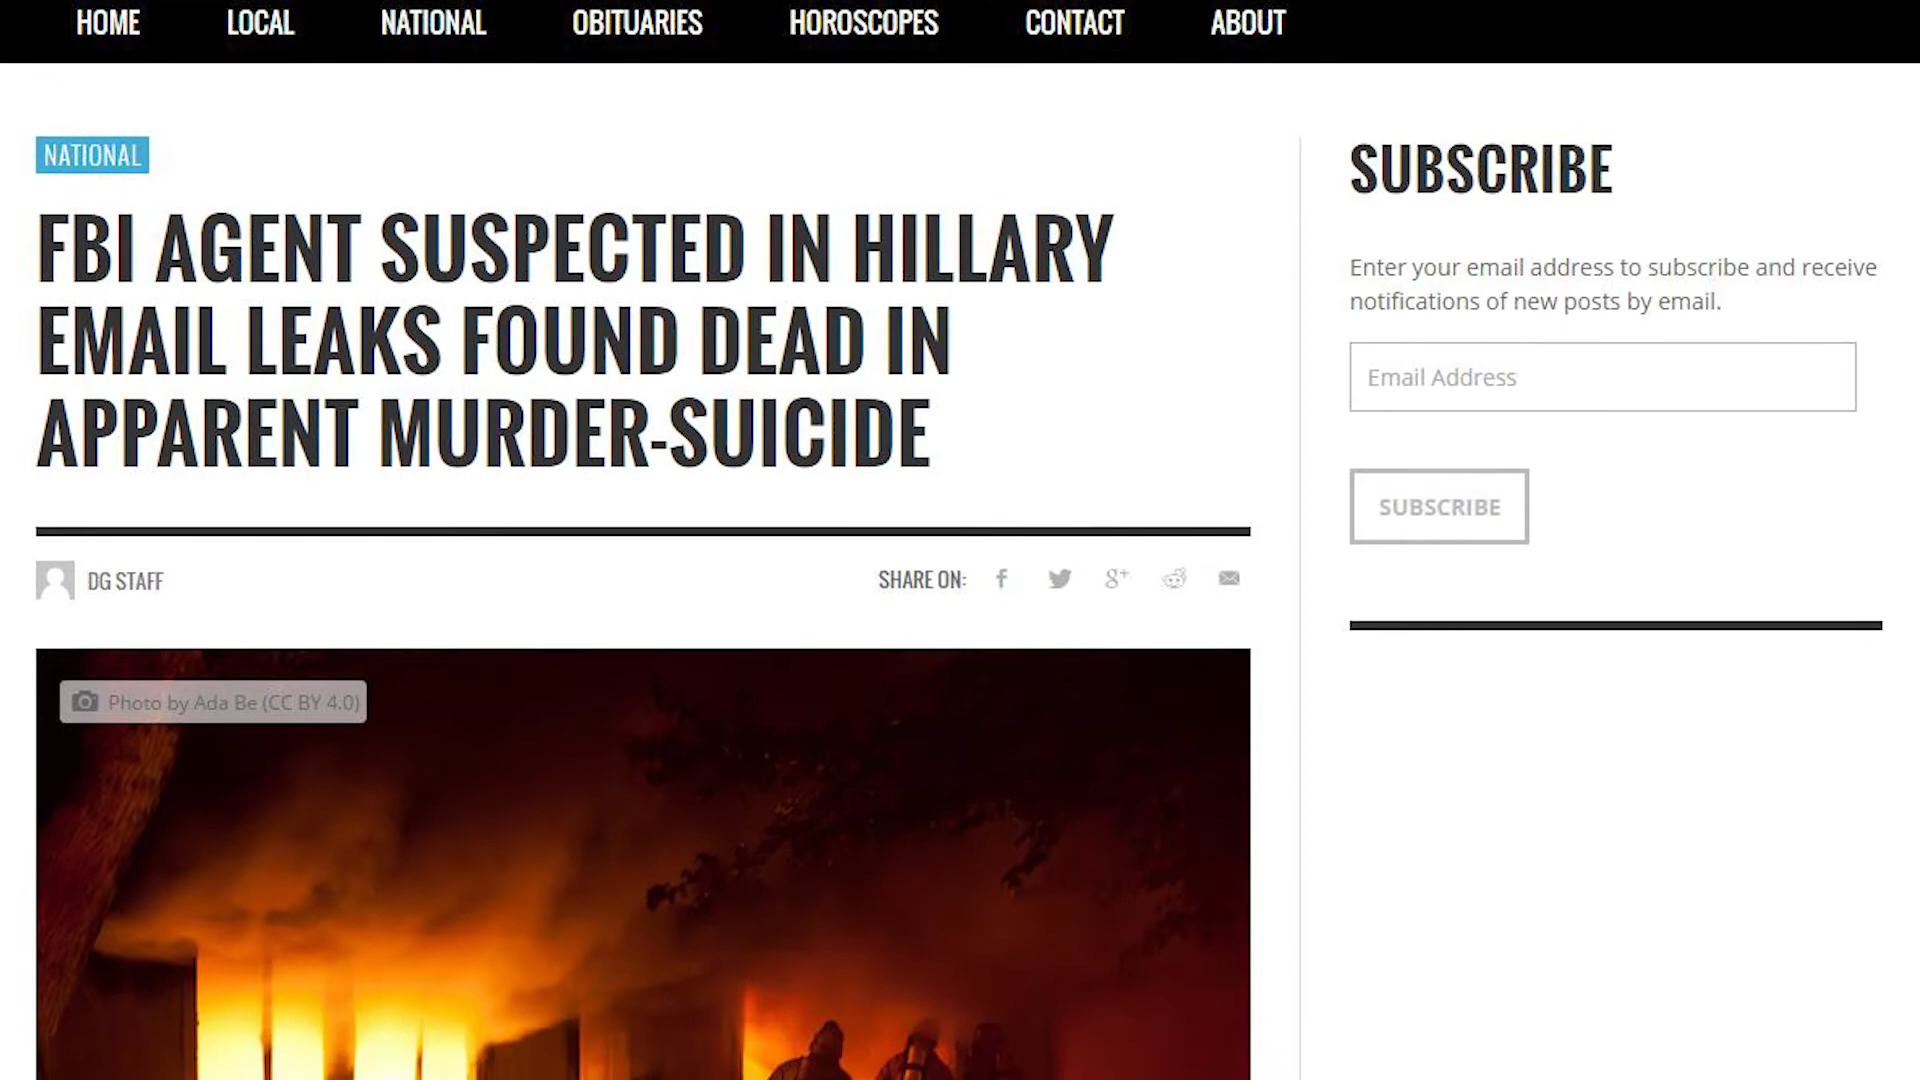 HOME LOCAL NATIONAL OBITUARIES HOROSCOPES CONTACT ABOUT
NATIONAL
FBI AGENT SUSPECTED IN HILLARY
EMAIL LEAKS FOUND DEAD IN
APPARENT MURDER-SUICIDE
DG STAFF
SHARE ON:
Photo by Ada Be (CC BY 4.0)
SUBSCRIBE
Enter your email address to subscribe and receive
notifications of new posts by email.
Email Address
SUBSCRIBE